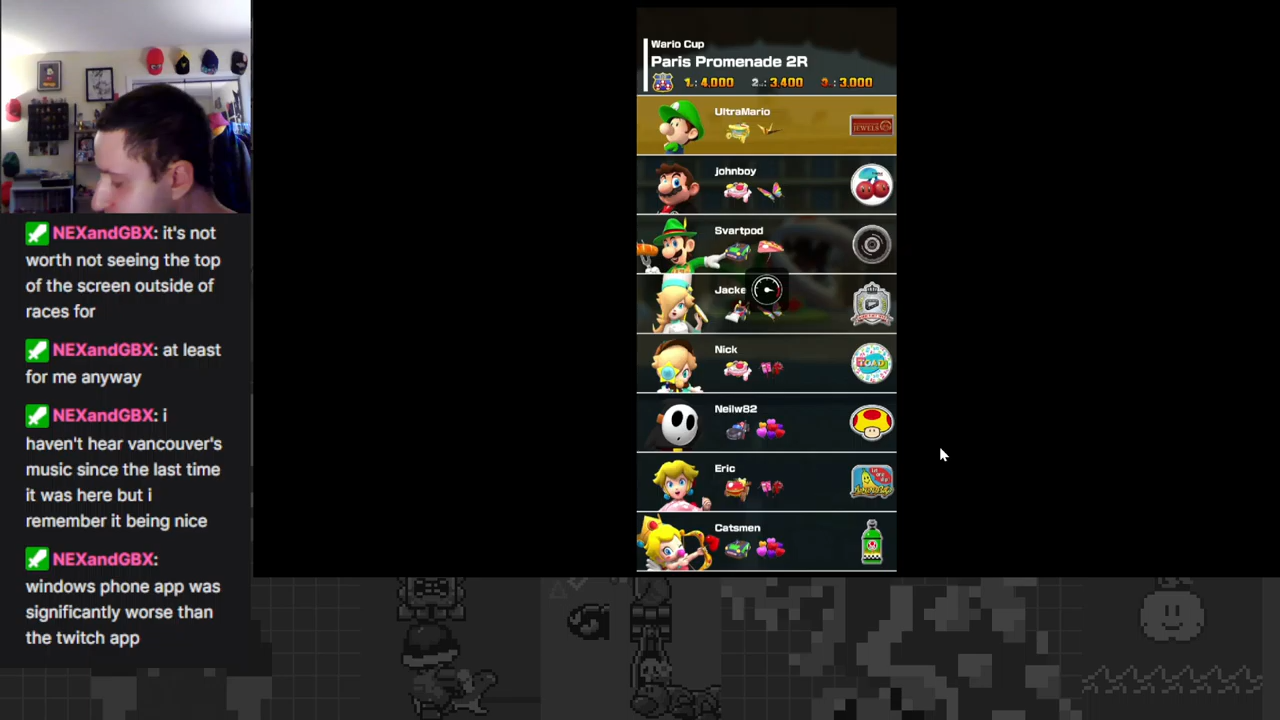 NEXandGBX: it's not
worth not seeing the top
of the screen outside of
races for
NEXandGBX: at least
for me anyway
NEXandGBX: i
haven't hear vancouver's
music since the last time
it was here but i
remember it being nice
NEXandGBX:
windows phone app was
significantly worse than
the twitch app
Wario Cup
Paris Promenade 2R
1.: 4.000 2.: 3.400 3.: 3.000
UltraMario
JEWELS
johnboy
Svartpod
Jacke
Nick
TOAD
Neilw82
Eric
Catsmen